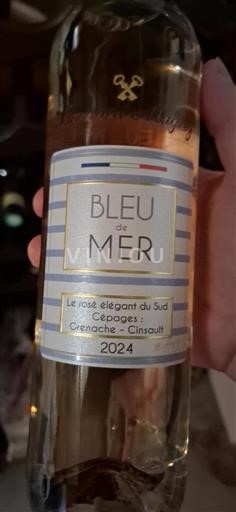 BLEU
de
MER
VINTOU
Le rosé élégant du Sud
Cépages :
Grenache - Cinsault
2024